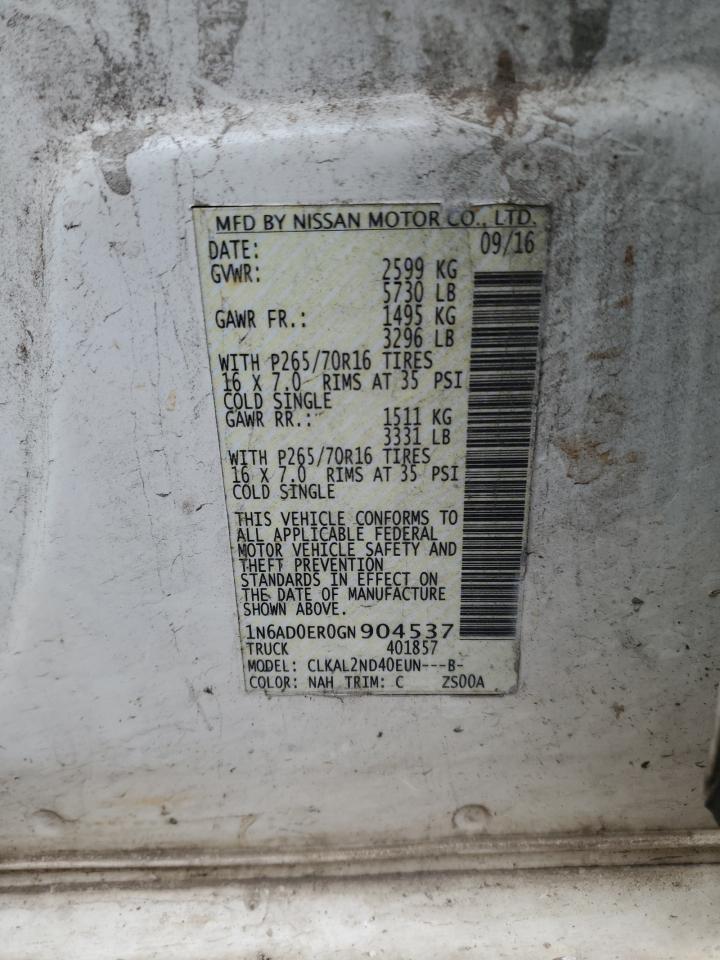 MFD BY NISSAN MOTOR CO., LTD.
DATE: 09/16
GVWR: 2599 KG
5730 LB
GAWR FR.: 1495 KG
3296 LB
WITH P265/70R16 TIRES
16 X 7.0 RIMS AT 35 PSI
COLD SINGLE
GAWR RR.: 1511 KG
3331 LB
WITH P265/70R16 TIRES
16 X 7.0 RIMS AT 35 PSI
COLD SINGLE
THIS VEHICLE CONFORMS TO
ALL APPLICABLE FEDERAL
MOTOR VEHICLE SAFETY AND
THEFT PREVENTION
STANDARDS IN EFFECT ON
THE DATE OF MANUFACTURE
SHOWN ABOVE.
1N6AD0ER0GN904537
TRUCK 401857
MODEL: CLKAL2ND40EUN---B-
COLOR: NAH TRIM: C ZS00A